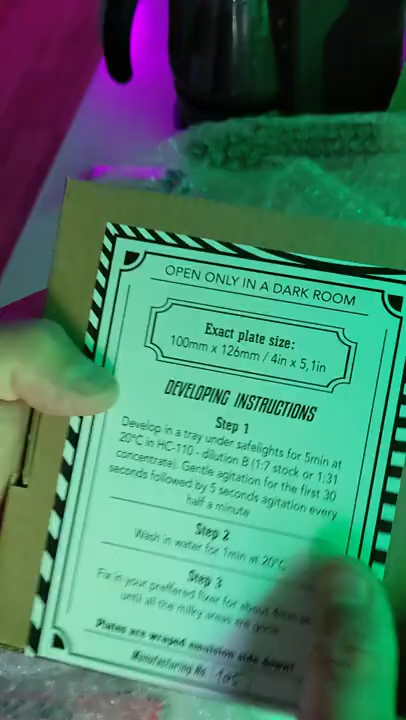 OPEN ONLY IN A DARK ROOM
Exact plate size:
100mm x 126mm / 4in x 5,1in
DEVELOPING INSTRUCTIONS
Step 1
Develop in a tray under safelights for 5min at
20°C in HC-110 - dilution B (1:7 stock or 1:31
concentrate). Gentle agitation for the first 30
seconds followed by 5 seconds agitation every
half a minute
Step 2
Wash in water for 1min at 20°C
Step 3
Fix in your preffered fixer for about 4min or
until all the milky areas are gone
Plates are wraped emulsion side down!
Manufacturing No.